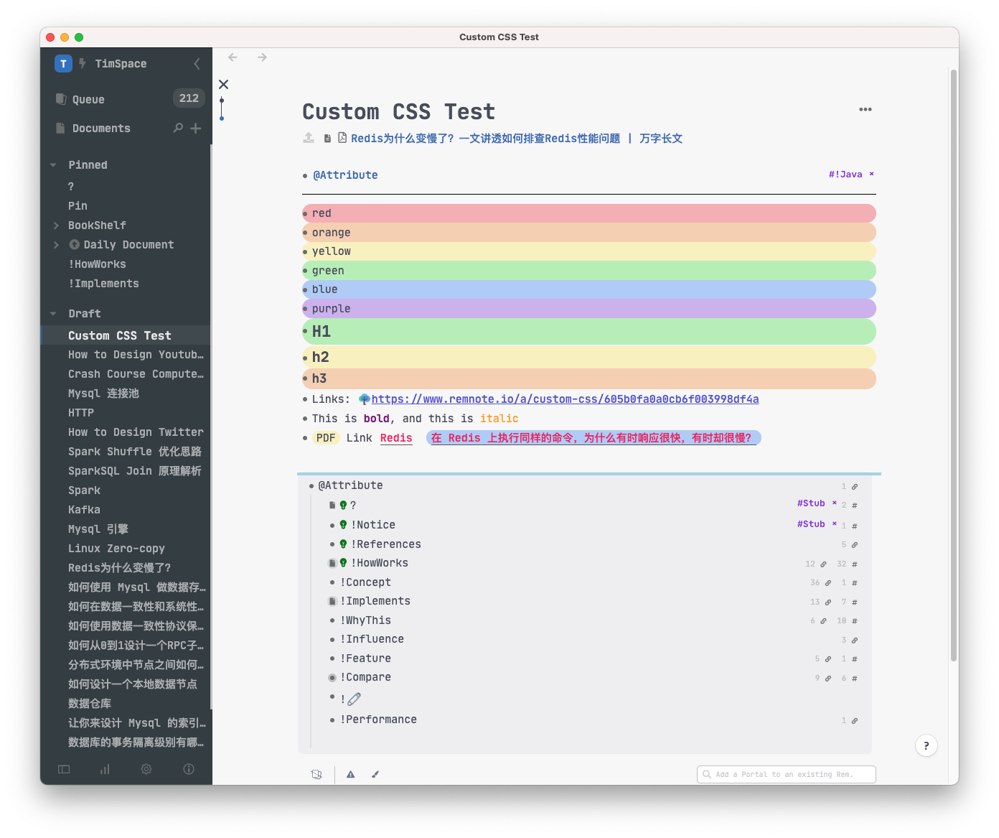 Custom CSS Test
T TimSpace
Queue 212
Documents
Pinned
?
Pin
BookShelf
Daily Document
!HowWorks
!Implements
Draft
Custom CSS Test
How to Design Youtub…
Crash Course Compute…
Mysql 连接池
HTTP
How to Design Twitter
Spark Shuffle 优化思路
SparkSQL Join 原理解析
Spark
Kafka
Mysql 引擎
Linux Zero-copy
Redis为什么变慢了?
如何使用 Mysql 做数据存…
如何在数据一致性和系统性…
如何使用数据一致性协议保…
如何从0到1设计一个RPC子…
分布式环境中节点之间如何…
如何设计一个本地数据节点
数据仓库
让你来设计 Mysql 的索引…
数据库的事务隔离级别有哪…
Custom CSS Test
Redis为什么变慢了? 一文讲透如何排查Redis性能问题 | 万字长文
@Attribute #!Java ×
red
orange
yellow
green
blue
purple
H1
h2
h3
Links: https://www.remnote.io/a/custom-css/605b0fa0a0cb6f003998df4a
This is bold, and this is italic
PDF Link Redis 在 Redis 上执行同样的命令，为什么有时响应很快，有时却很慢？
@Attribute 1
? #Stub × 2 #
!Notice #Stub × 1 #
!References 5
!HowWorks 12 32 #
!Concept 36 1 #
!Implements 13 7 #
!WhyThis 6 10 #
!Influence 3
!Feature 5 1 #
!Compare 9 6 #
!
!Performance 1
?
Add a Portal to an existing Rem.